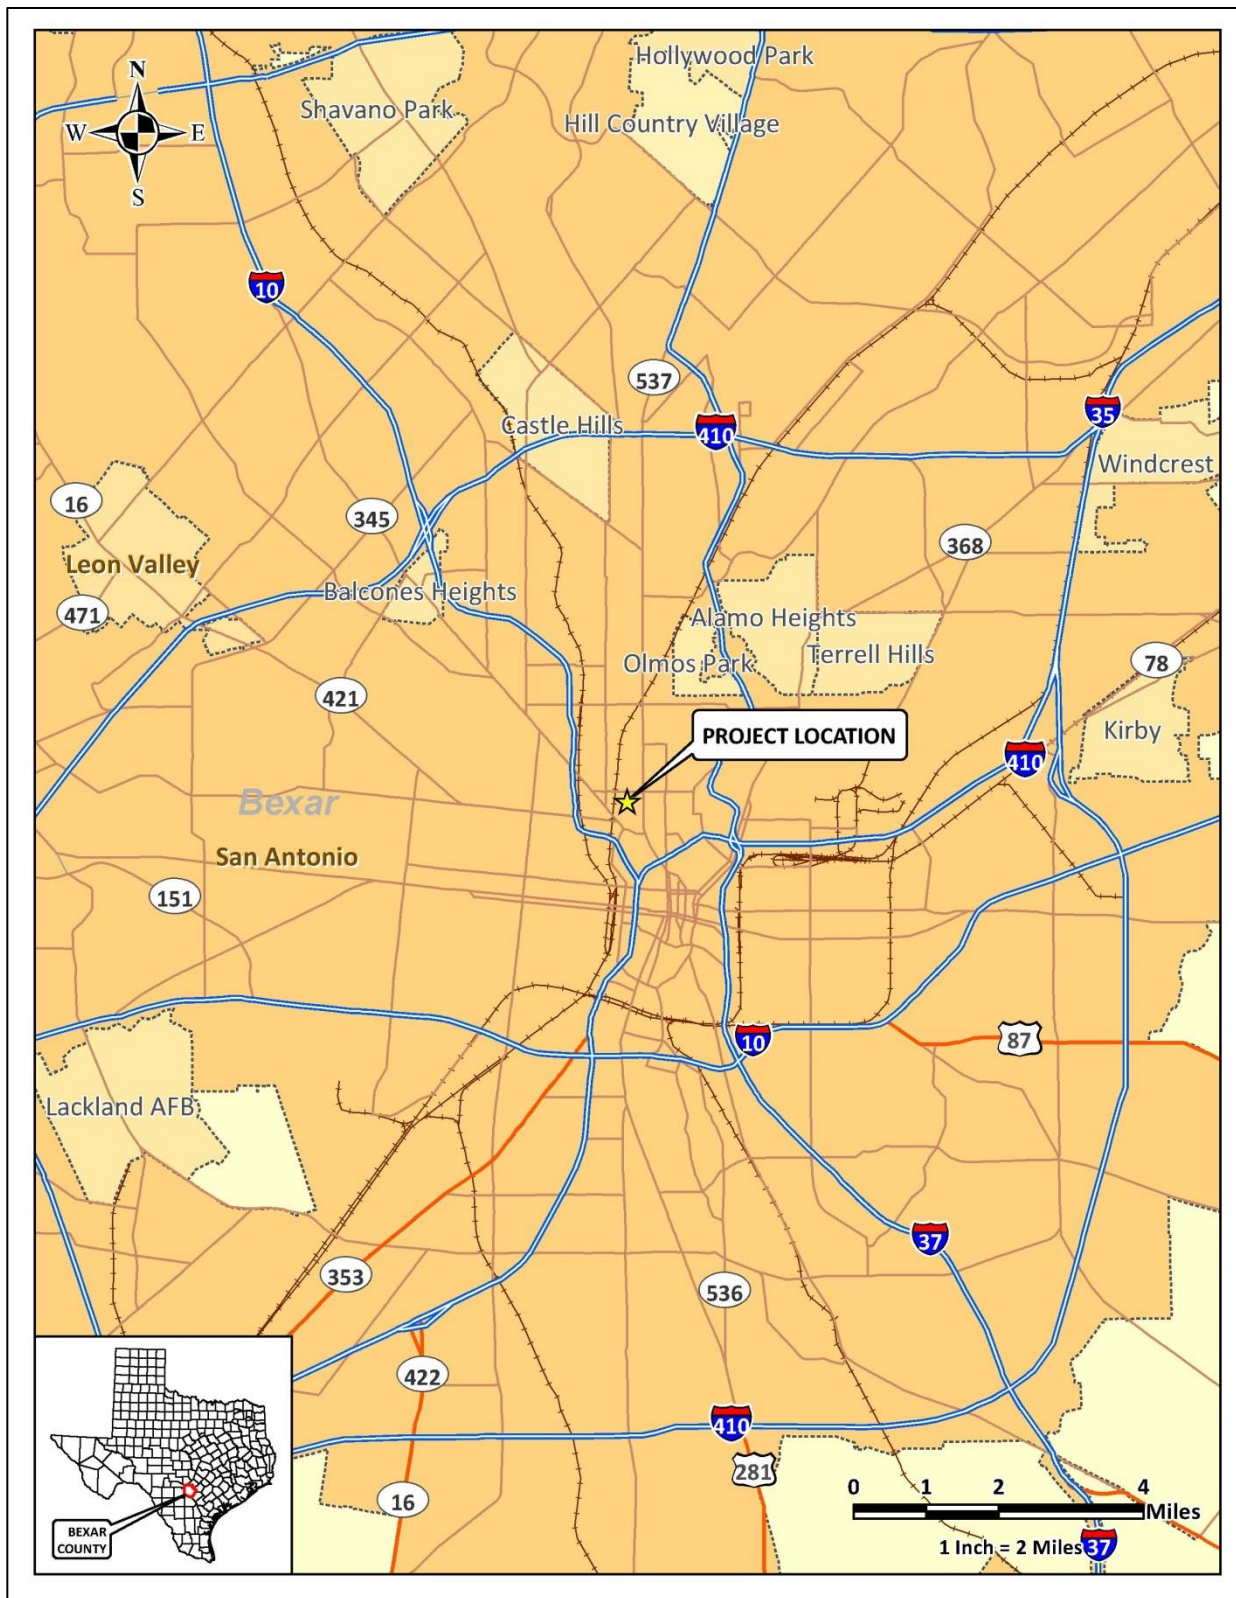 Hollywood Park
N
Shavano Park
Hill Country Village
W
E
S
10
537
35
Castle Hills
410
Windcrest
16
345
368
Leon Valley
Balcones Heights
471
Alamo Heights
Terrell Hills
Olmos Park
78
421
Kirby
PROJECT LOCATION
410
Bexar
San Antonio
151
10
87
Lackland AFB
37
353
536
422
410
281
16
0 1 2 4
Miles
1 Inch = 2 Miles
37
BEXAR
COUNTY